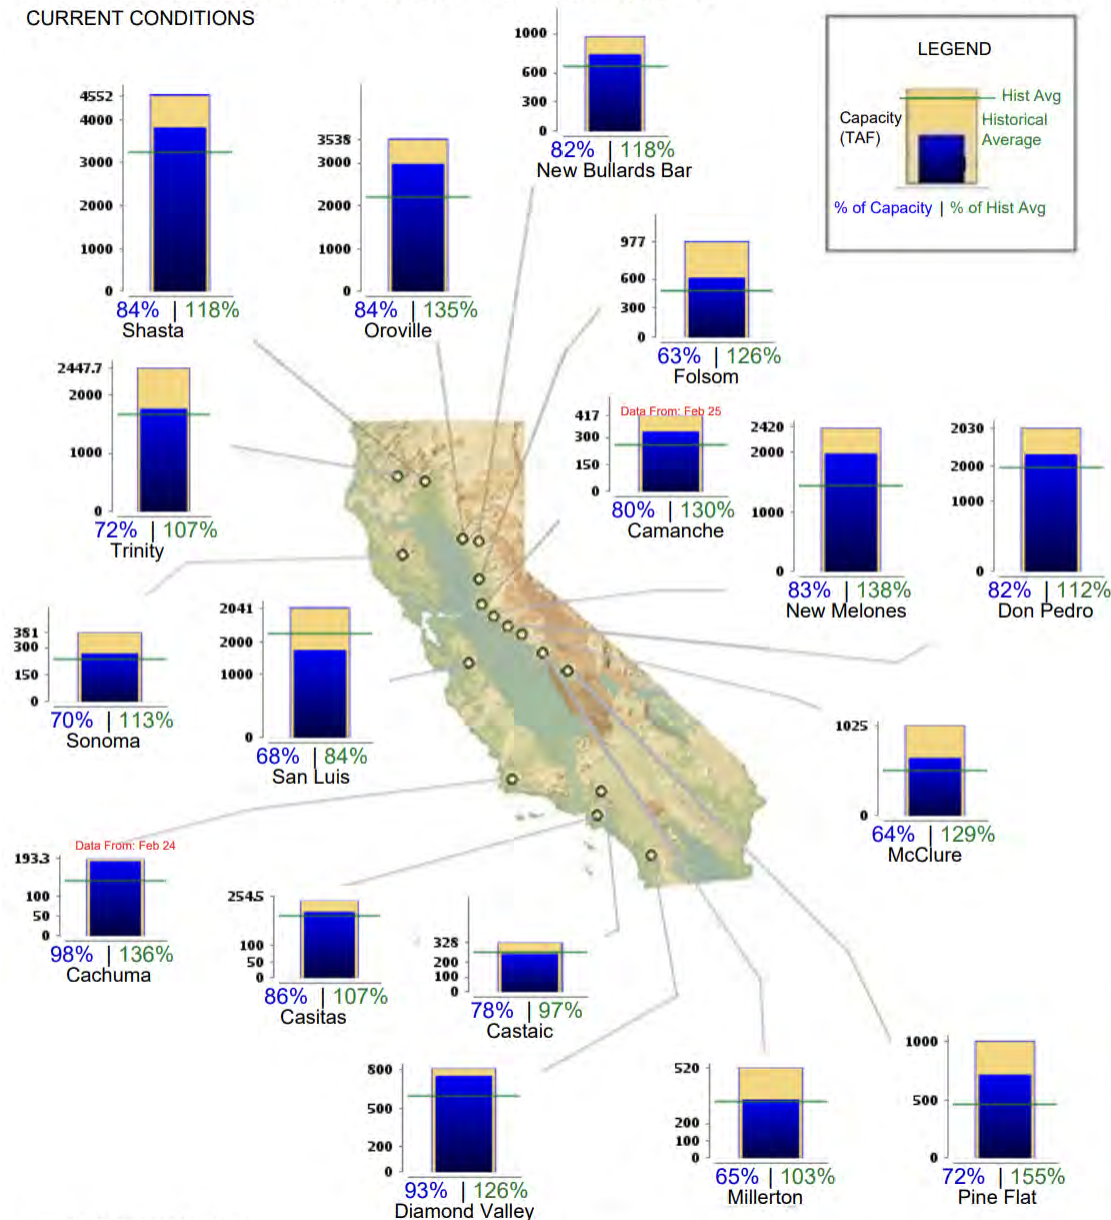 CURRENT CONDITIONS
1000
600
300
0
82% | 118%
New Bullards Bar
LEGEND
Hist Avg
Capacity
(TAF)
Historical
Average
% of Capacity | % of Hist Avg
4552
4000
3000
2000
1000
0
84% | 118%
Shasta
3538
3000
2000
1000
0
84% | 135%
Oroville
977
600
300
0
63% | 126%
Folsom
2447.7
2000
1000
0
72% | 107%
Trinity
Data From: Feb 25
417
300
150
0
80% | 130%
Camanche
2420
2000
1000
0
83% | 138%
New Melones
2030
2000
1000
0
82% | 112%
Don Pedro
381
300
150
0
70% | 113%
Sonoma
2041
2000
1000
0
68% | 84%
San Luis
1025
0
64% | 129%
McClure
Data From: Feb 24
193.3
100
50
0
98% | 136%
Cachuma
254.5
100
50
0
86% | 107%
Casitas
328
200
100
0
78% | 97%
Castaic
800
500
200
0
93% | 126%
Diamond Valley
520
200
100
0
65% | 103%
Millerton
1000
500
0
72% | 155%
Pine Flat